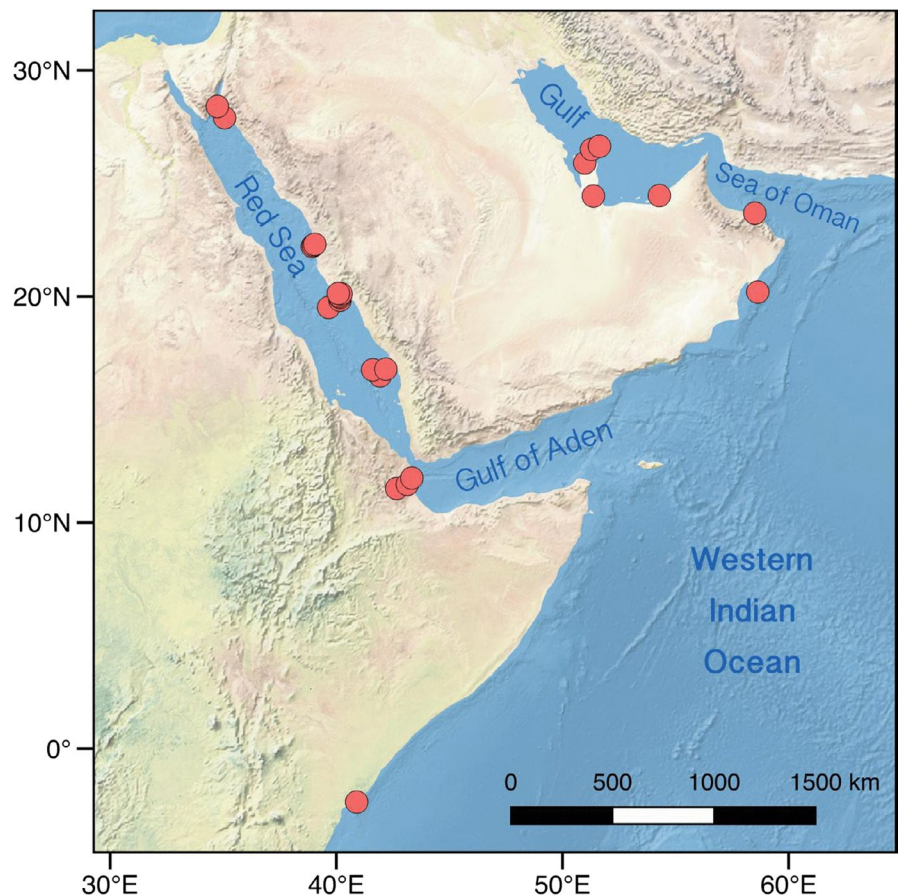 30°N
Gulf
Sea of Oman
Red Sea
20°N
Gulf of Aden
10°N
Western
Indian
Ocean
0°
0 500 1000 1500 km
30°E 40°E 50°E 60°E